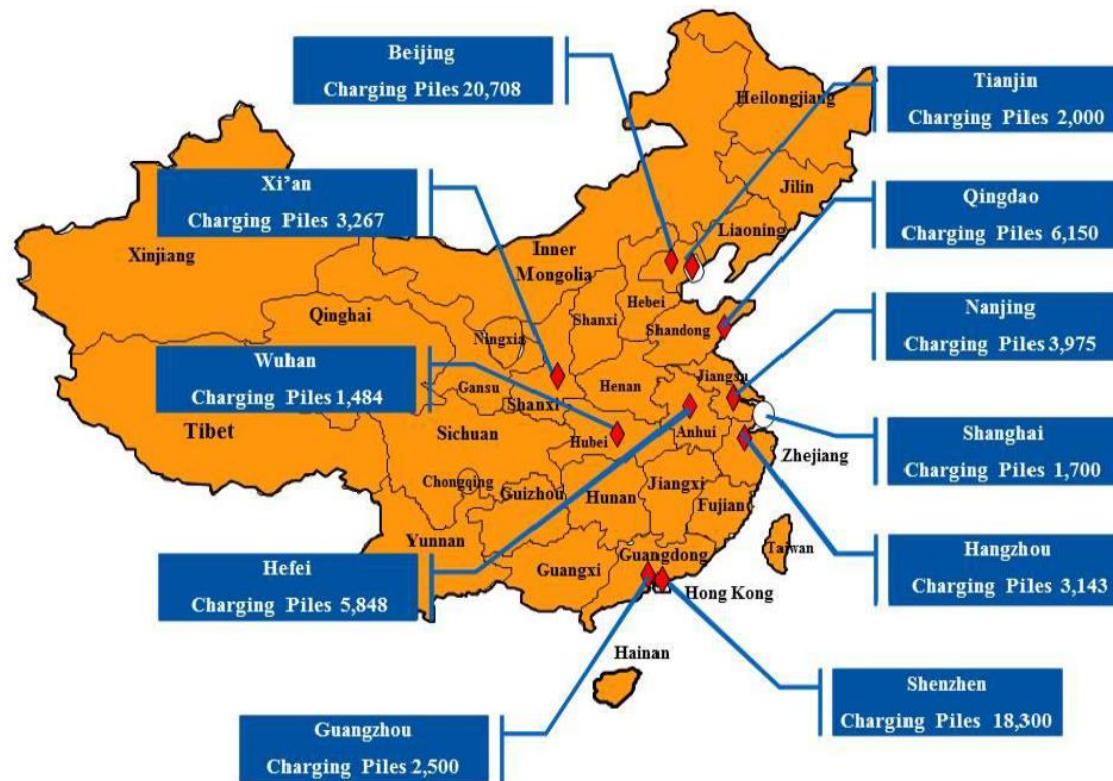 Beijing
Charging Piles 20,708
Tianjin
Charging Piles 2,000
Heilongjiang
Xi’an
Charging Piles 3,267
Jilin
Qingdao
Charging Piles 6,150
Liaoning
Xinjiang
Inner
Mongolia
Hebei
Qinghai
Shanxi
Shandong
Ningxia
Nanjing
Charging Piles 3,975
Wuhan
Charging Piles 1,484
Gansu
Henan
Jiangsu
Shanxi
Tibet
Sichuan
Hubei
Anhui
Shanghai
Charging Piles 1,700
Zhejiang
Chongqing
Guizhou
Hunan
Jiangxi
Fujian
Yunnan
Guangdong
Taiwan
Hangzhou
Charging Piles 3,143
Hefei
Charging Piles 5,848
Guangxi
Hong Kong
Hainan
Shenzhen
Charging Piles 18,300
Guangzhou
Charging Piles 2,500